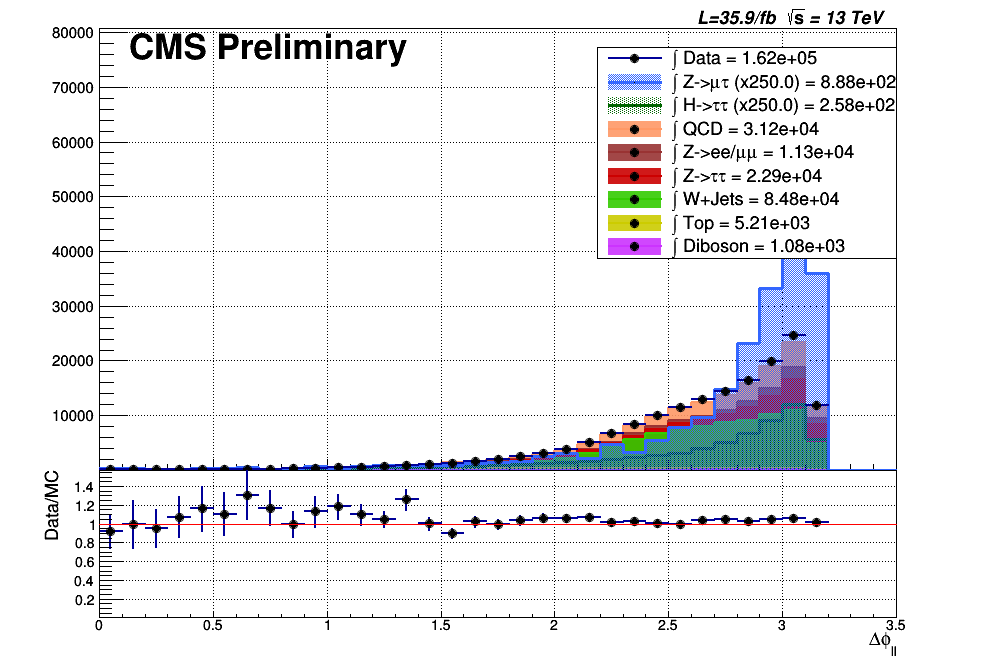 L=35.9/fb √s = 13 TeV
CMS Preliminary
80000
70000
60000
50000
40000
30000
20000
10000
∫ Data = 1.62e+05
∫ Z->μτ (x250.0) = 8.88e+02
∫ H->ττ (x250.0) = 2.58e+02
∫ QCD = 3.12e+04
∫ Z->ee/μμ = 1.13e+04
∫ Z->ττ = 2.29e+04
∫ W+Jets = 8.48e+04
∫ Top = 5.21e+03
∫ Diboson = 1.08e+03
Data/MC
1.4
1.2
1
0.8
0.6
0.4
0.2
0 0.5 1 1.5 2 2.5 3 3.5
Δϕ_ll